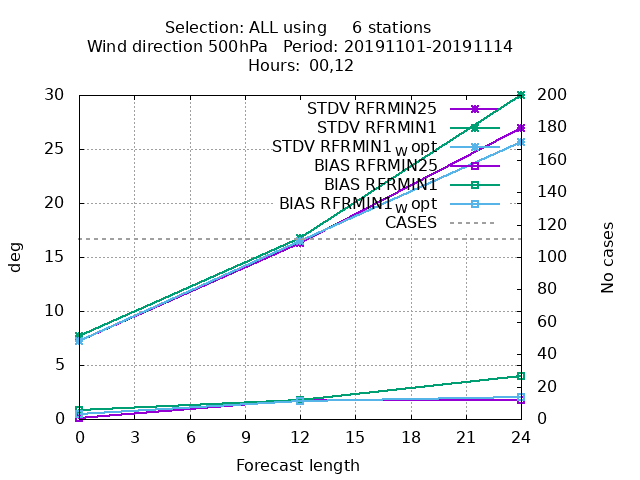 Selection: ALL using 6 stations
Wind direction 500hPa Period: 20191101-20191114
Hours: 00,12
30
25
20
15
10
5
0
deg
200
180
160
140
120
100
80
60
40
20
0
No cases
STDV RFRMIN25
STDV RFRMIN1
STDV RFRMIN1w opt
BIAS RFRMIN25
BIAS RFRMIN1
BIAS RFRMIN1w opt
CASES
0 3 6 9 12 15 18 21 24
Forecast length